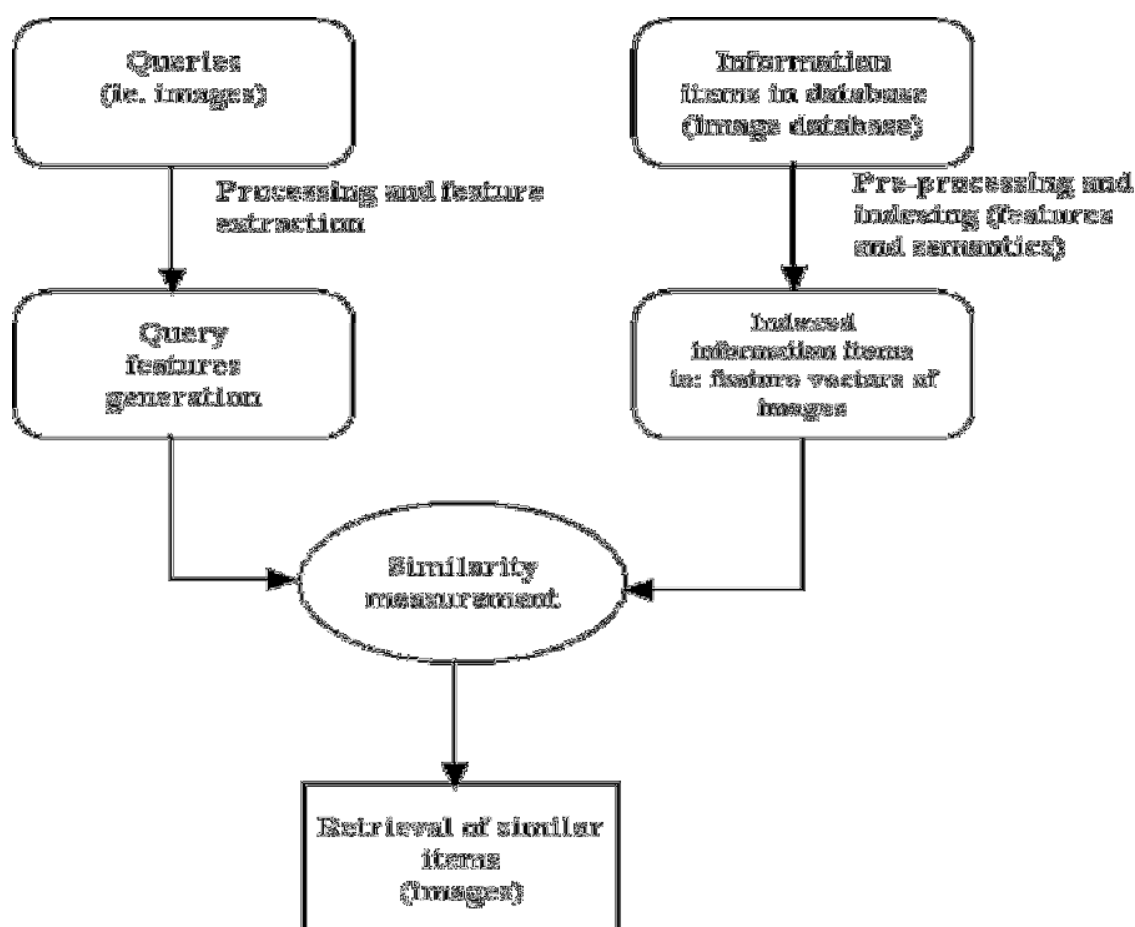 Queries
(ie. images)
Information
items in database
(image database)
Processing and feature
extraction
Pre-processing and
indexing (features
and semantics)
Query
features
generation
Indexed
information items
ie: feature vectors of
images
Similarity
measurement
Retrieval of similar
items
(images)